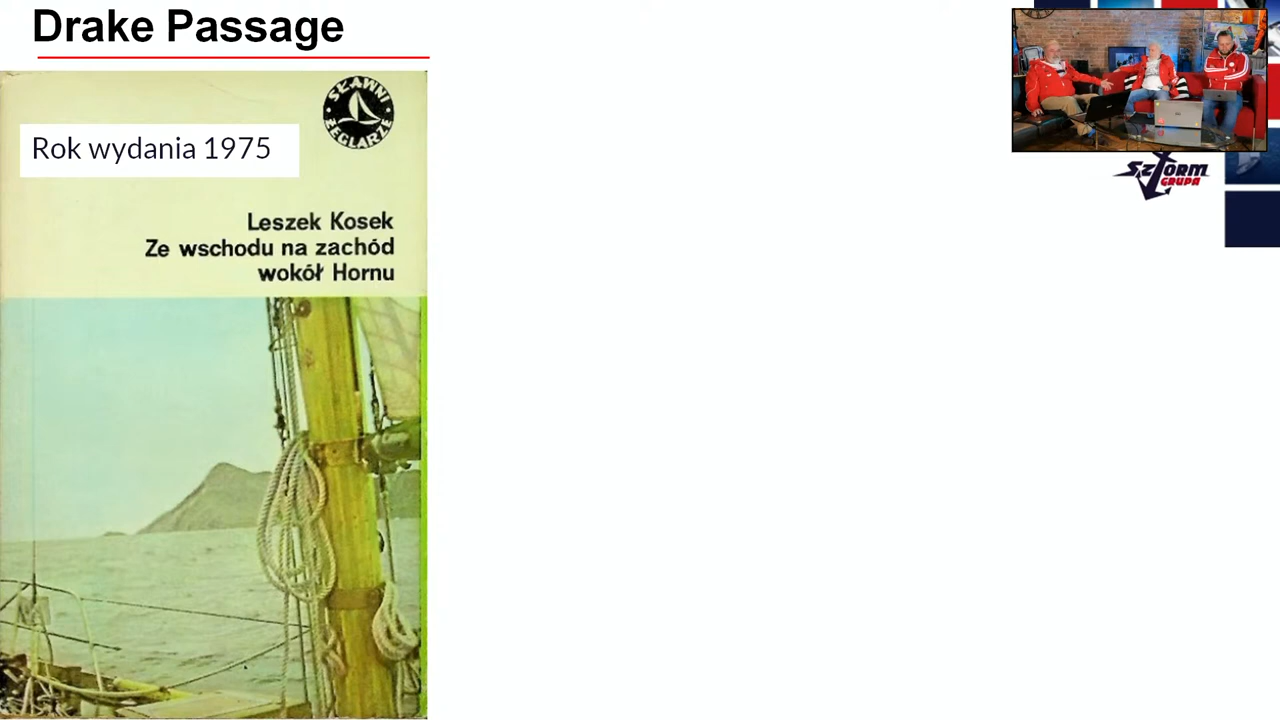 Drake Passage
SŁAWNI
ŻEGLARZE
Rok wydania 1975
Leszek Kosek
Ze wschodu na zachód
wokół Hornu
SZTORM
GRUPA